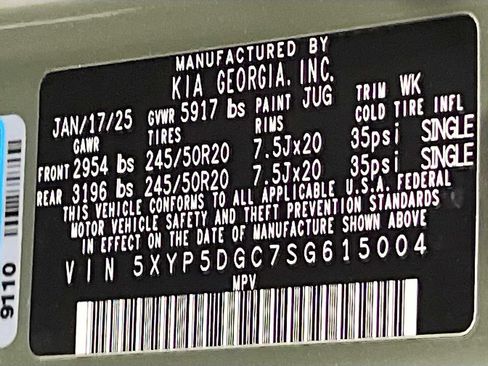 MANUFACTURED BY
KIA GEORGIA, INC.
JAN/17/25 GVWR 5917 lbs PAINT JUG TRIM WK
GAWR TIRES RIMS COLD TIRE INFL
FRONT 2954 lbs 245/50R20 7.5Jx20 35psi SINGLE
REAR 3196 lbs 245/50R20 7.5Jx20 35psi SINGLE
THIS VEHICLE CONFORMS TO ALL APPLICABLE U.S.A. FEDERAL
MOTOR VEHICLE SAFETY AND THEFT PREVENTION STANDARDS
IN EFFECT ON THE DATE OF MANUFACTURE SHOWN ABOVE
VIN 5XYP5DGC7SG615004
MPV
9110